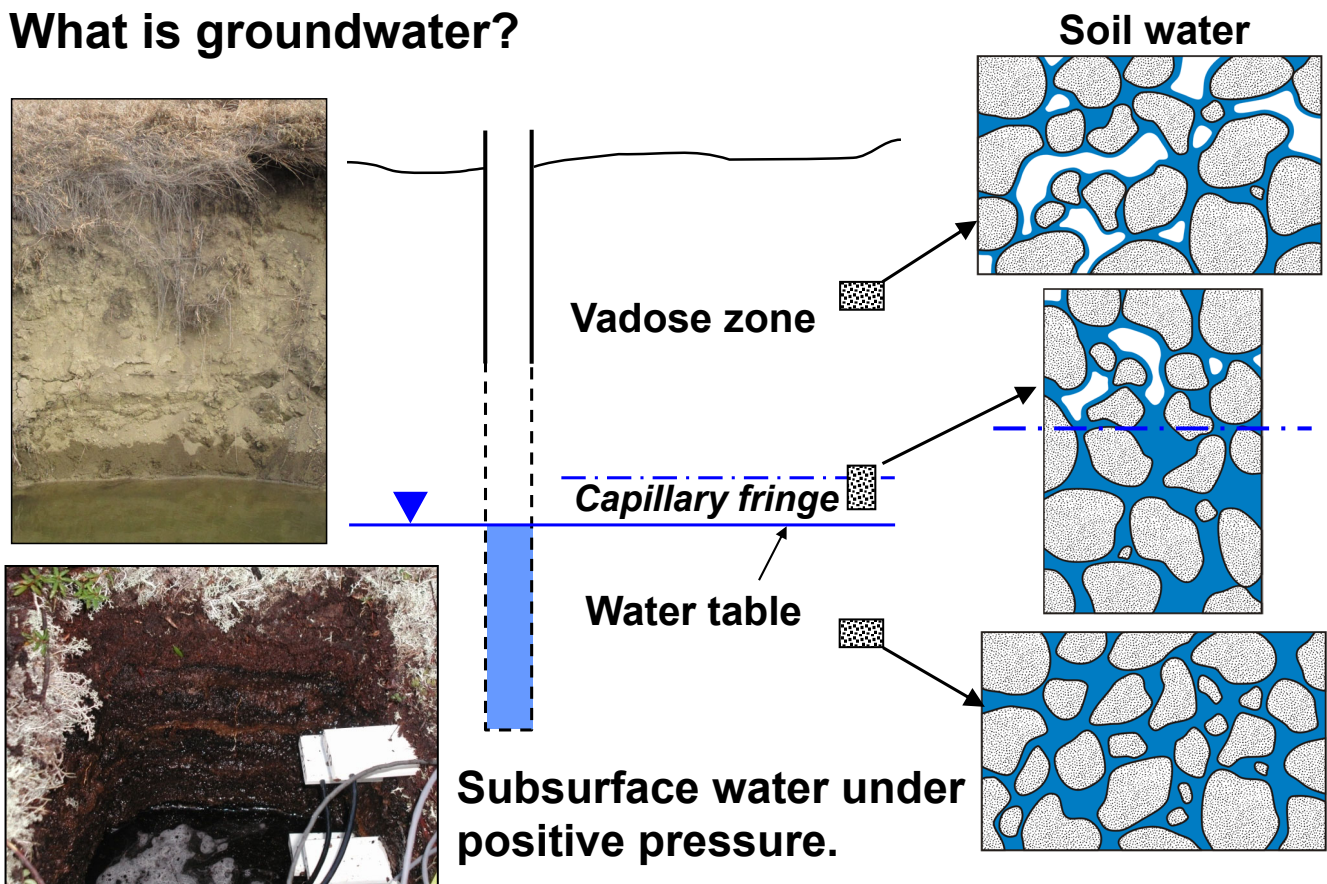 What is groundwater?
Soil water
Vadose zone
Capillary fringe
Water table
Subsurface water under
positive pressure.